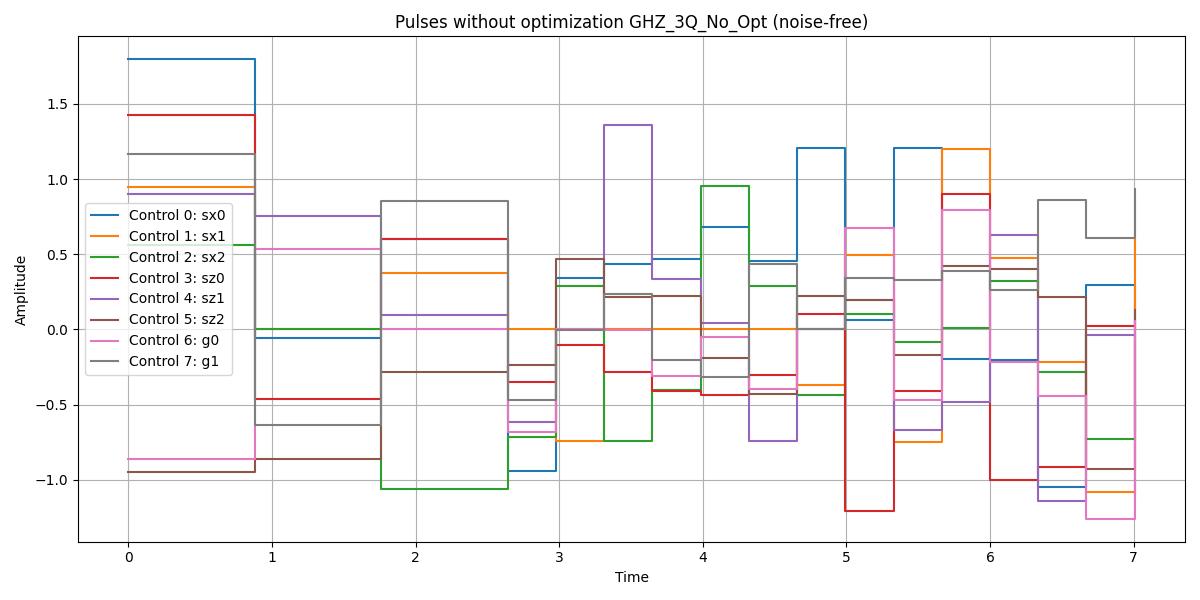 Pulses without optimization GHZ_3Q_No_Opt (noise-free)
Amplitude
1.5
1.0
0.5
0.0
−0.5
−1.0
Control 0: sx0
Control 1: sx1
Control 2: sx2
Control 3: sz0
Control 4: sz1
Control 5: sz2
Control 6: g0
Control 7: g1
0 1 2 3 4 5 6 7
Time